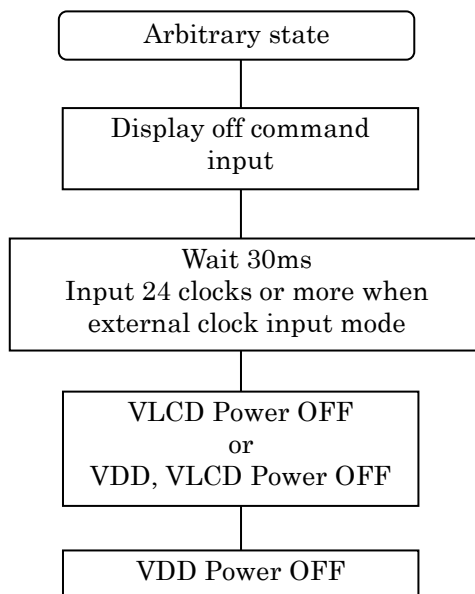 Arbitrary state
Display off command
input
Wait 30ms
Input 24 clocks or more when
external clock input mode
VLCD Power OFF
or
VDD, VLCD Power OFF
VDD Power OFF